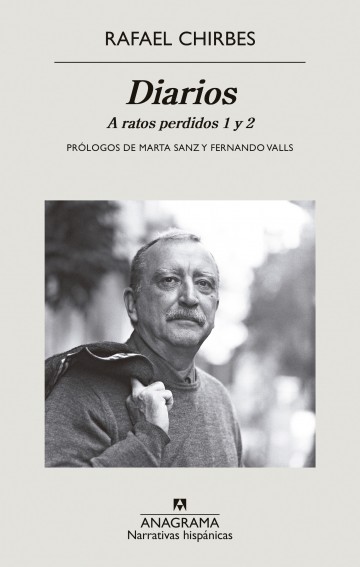 RAFAEL CHIRBES
Diarios
A ratos perdidos 1 y 2
PRÓLOGOS DE MARTA SANZ Y FERNANDO VALLS
ANAGRAMA
Narrativas hispánicas